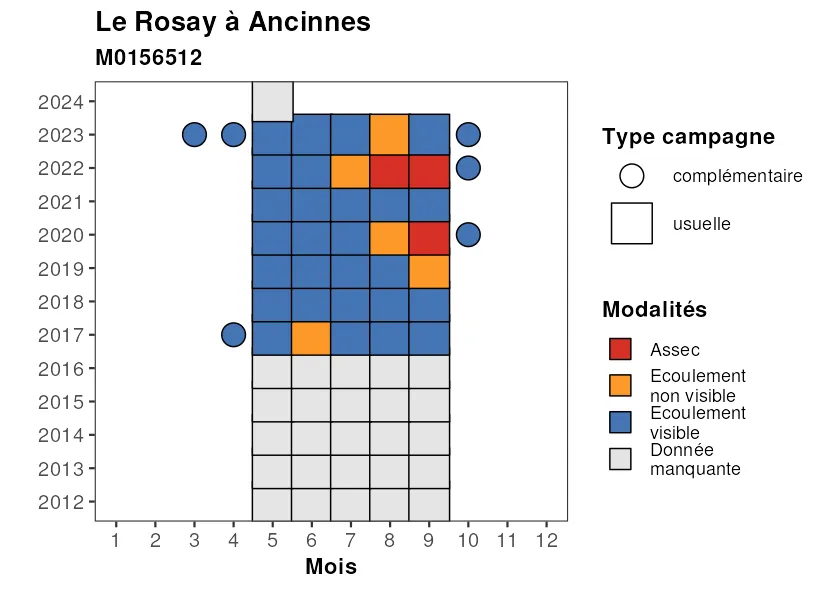 Le Rosay à Ancinnes
M0156512
2024
2023
2022
2021
2020
2019
2018
2017
2016
2015
2014
2013
2012
1 2 3 4 5 6 7 8 9 10 11 12
Mois
Type campagne
complémentaire
usuelle
Modalités
Assec
Ecoulement
non visible
Ecoulement
visible
Donnée
manquante